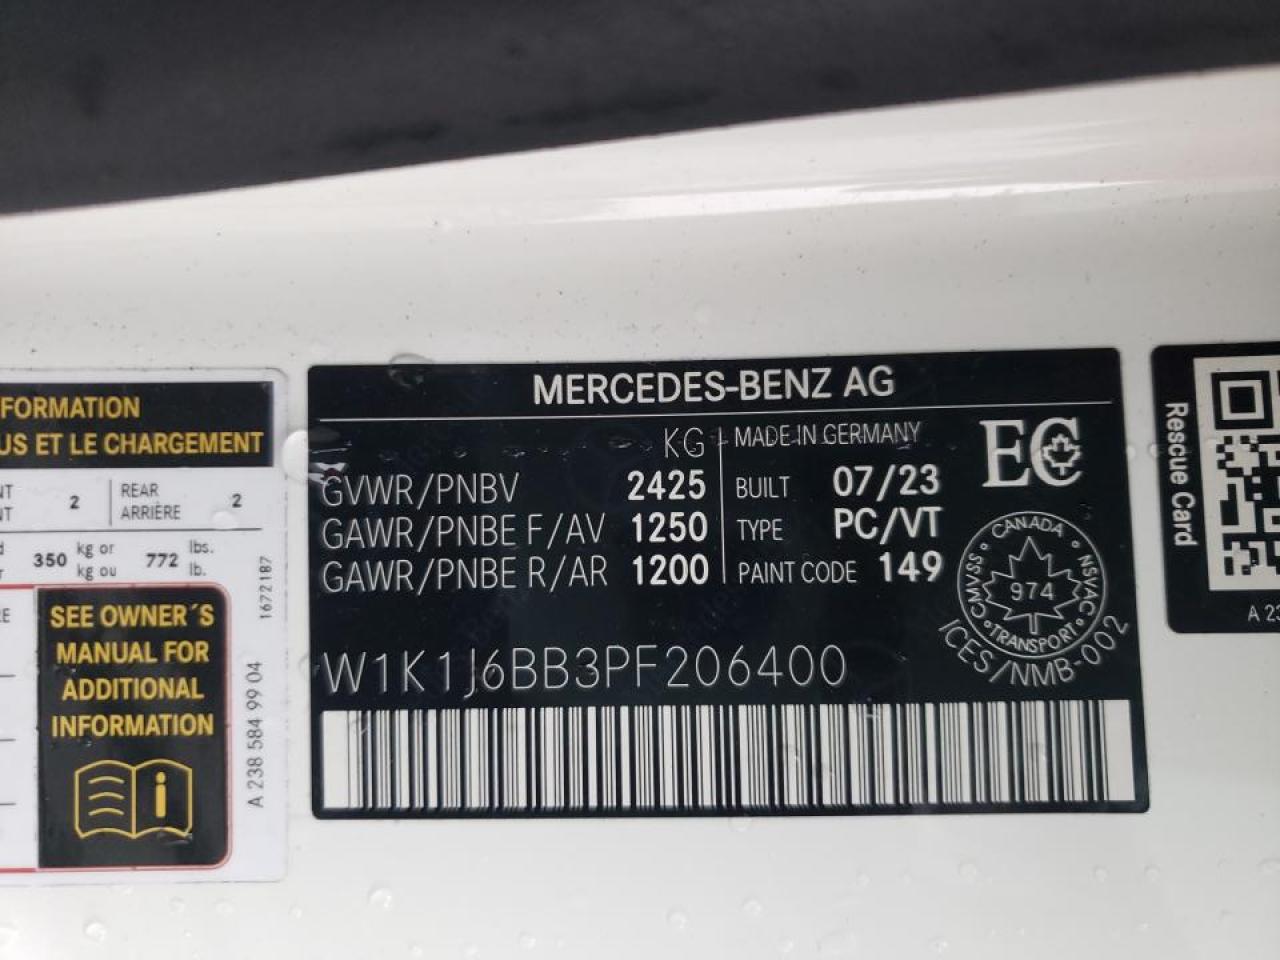 FORMATION
US ET LE CHARGEMENT
NT 2 REAR 2
NT ARRIÈRE
350 kg or 772 lbs.
kg ou lb.
SEE OWNER´S
MANUAL FOR
ADDITIONAL
INFORMATION
i
1672187
A 238 584 99 04
MERCEDES-BENZ AG
KG MADE IN GERMANY
GVWR/PNBV 2425 BUILT 07/23
GAWR/PNBE F/AV 1250 TYPE PC/VT
GAWR/PNBE R/AR 1200 PAINT CODE 149
EC
CANADA
CMVSS 974 NSVAC
TRANSPORT
ICES/NMB-002
W1K1J6BB3PF206400
Rescue Card
A 23